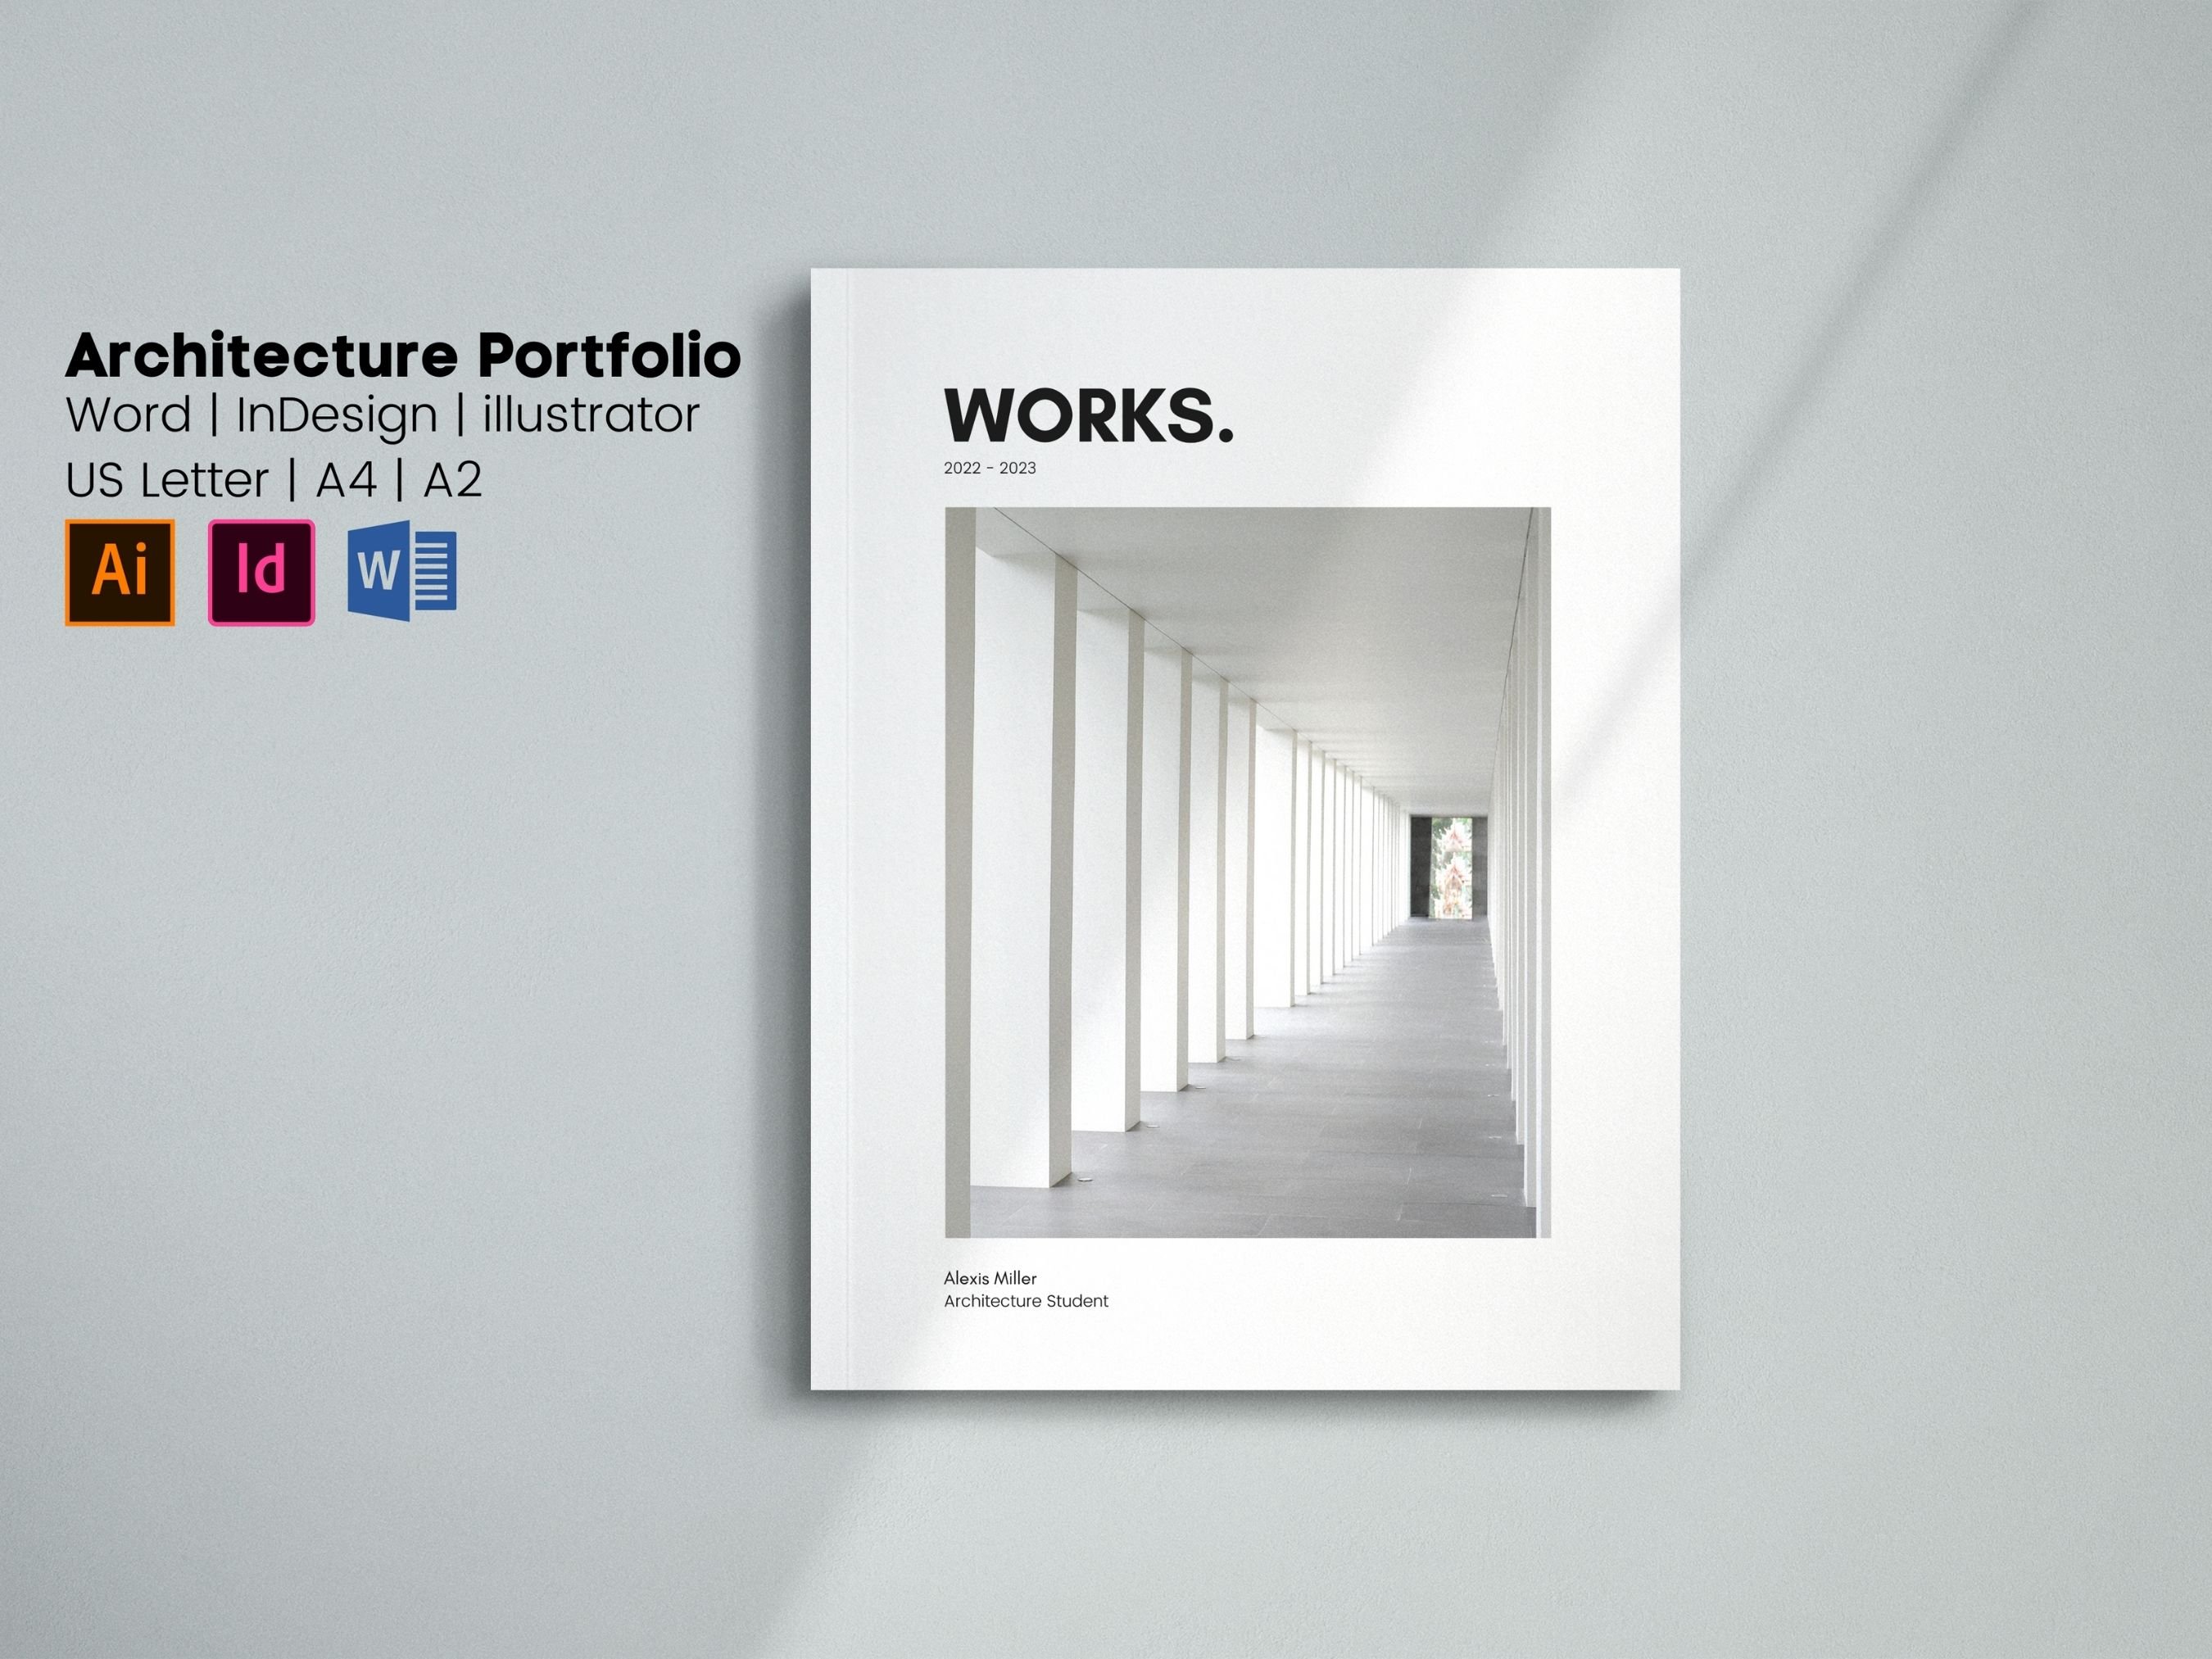 Architecture Portfolio
Word | InDesign | illustrator
US Letter | A4 | A2
Ai Id W
WORKS.
2022 - 2023
Alexis Miller
Architecture Student